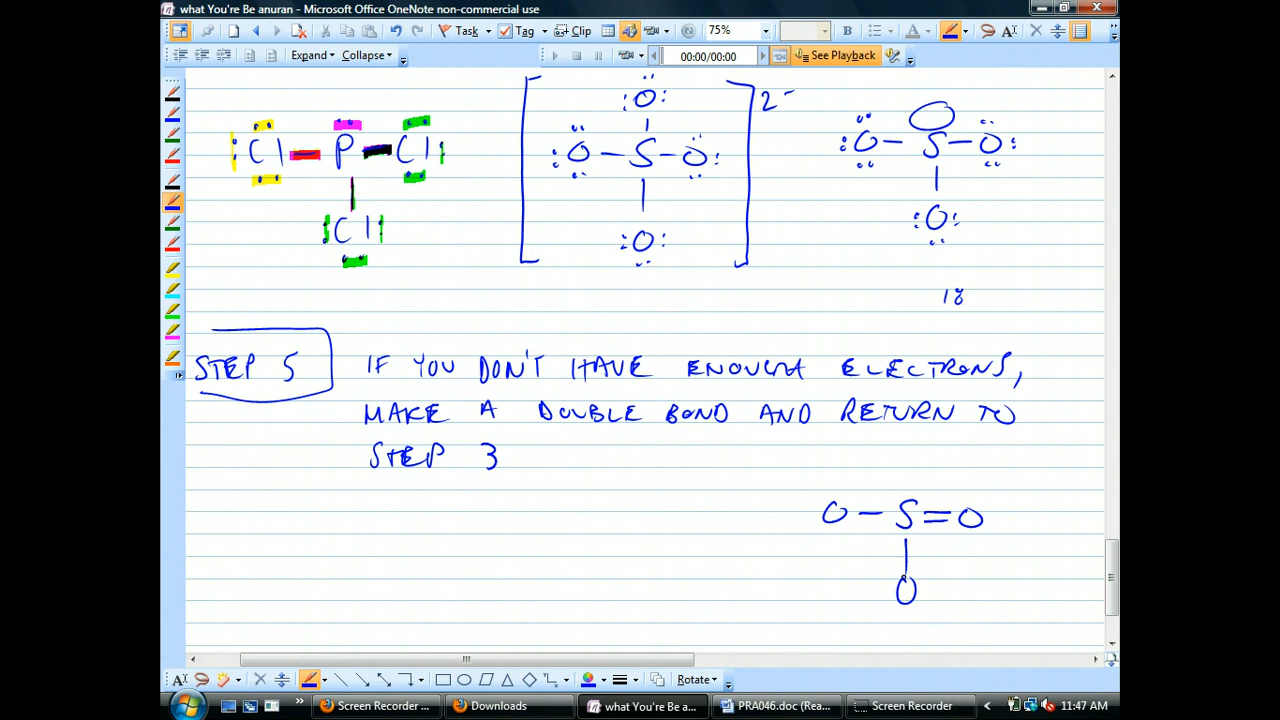 what You're Be anuran - Microsoft Office OneNote non-commercial use
Task Tag Clip 75% B
Expand Collapse 00:00/00:00 See Playback
:O: 2-
Cl — P — Cl O — S — O: O — S — O:
Cl :O: :O:
18
STEP 5 IF YOU DON'T HAVE ENOUGH ELECTRONS,
MAKE A DOUBLE BOND AND RETURN TO
STEP 3
O — S = O
O
Rotate
Screen Recorder ... Downloads what You're Be a... PRA046.doc (Rea... Screen Recorder 11:47 AM